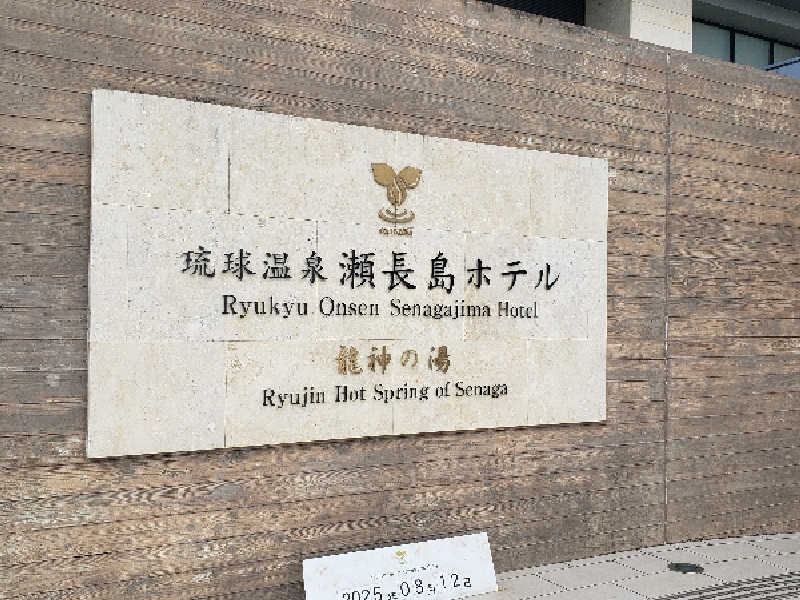 琉球温泉 瀬長島ホテル
Ryukyu Onsen Senagajima Hotel
龍神の湯
Ryujin Hot Spring of Senaga
2025年08月12日